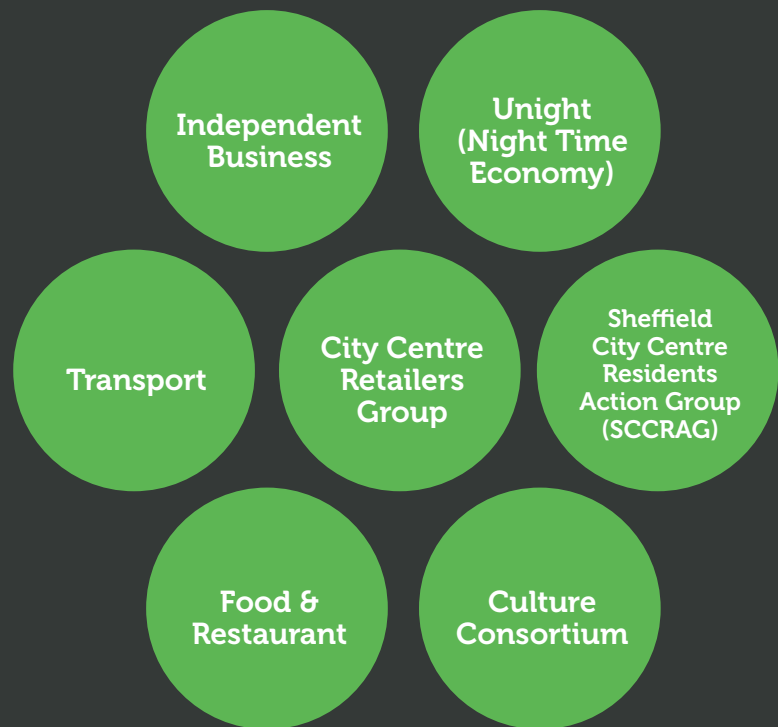 Independent
Business
Unight
(Night Time
Economy)
Transport
City Centre
Retailers
Group
Sheffield
City Centre
Residents
Action Group
(SCCRAG)
Food &
Restaurant
Culture
Consortium